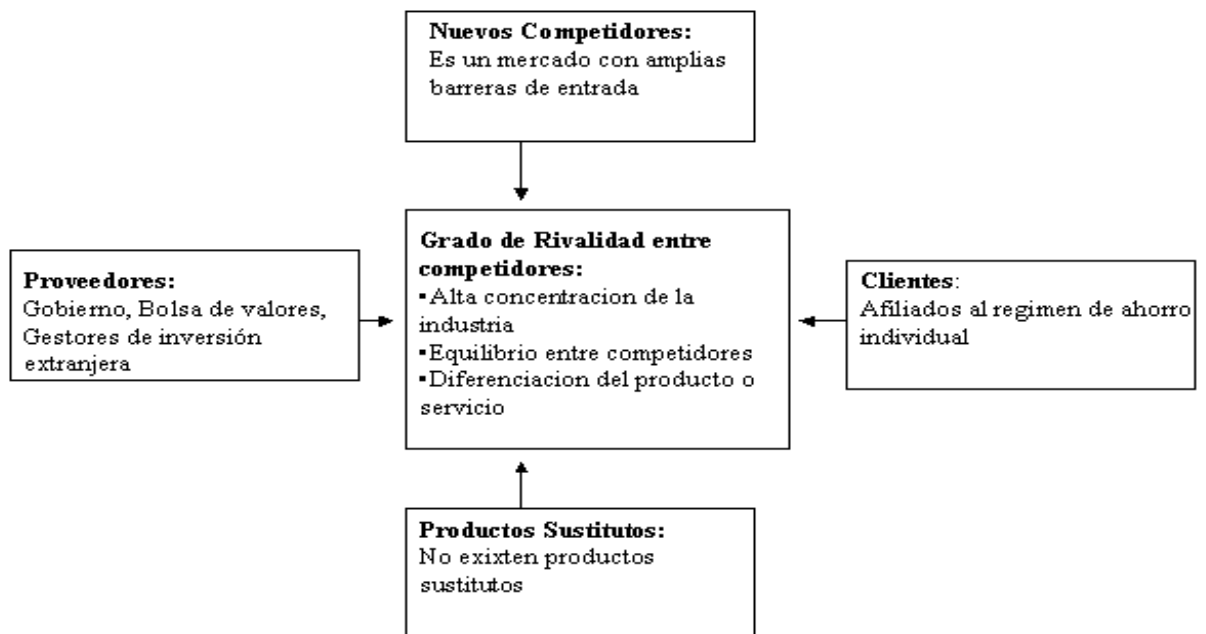 Nuevos Competidores:
Es un mercado con amplias
barreras de entrada
Grado de Rivalidad entre
competidores:
▪Alta concentracion de la
industria
▪Equilibrio entre competidores
▪Diferenciacion del producto o
servicio
Proveedores:
Gobierno, Bolsa de valores,
Gestores de inversión
extranjera
Clientes:
Afiliados al regimen de ahorro
individual
Productos Sustitutos:
No exixten productos
sustitutos